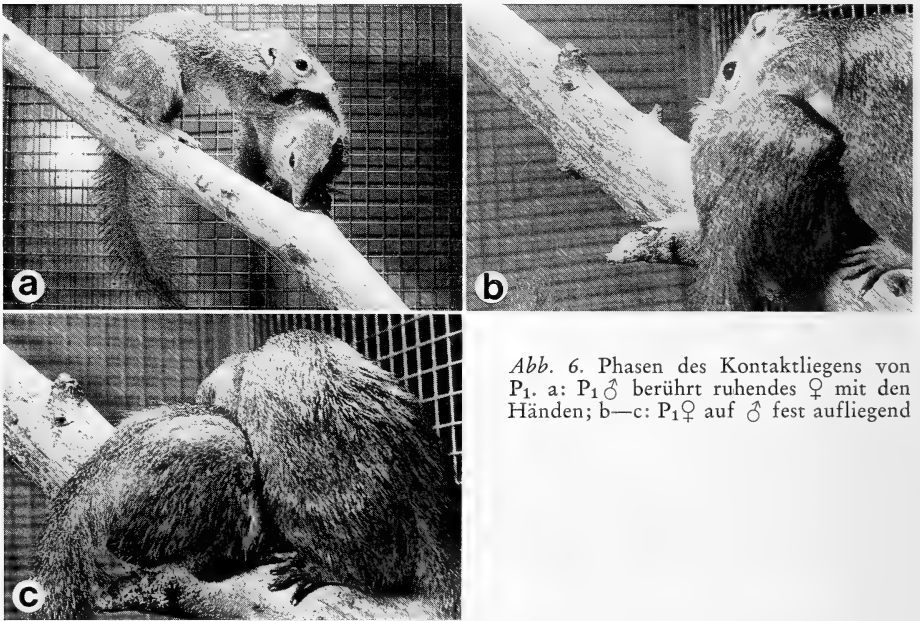 a
b
c
Abb. 6. Phasen des Kontaktliegens von
P₁. a: P₁ ♂ berührt ruhendes ♀ mit den
Händen; b—c: P₁♀ auf ♂ fest aufliegend